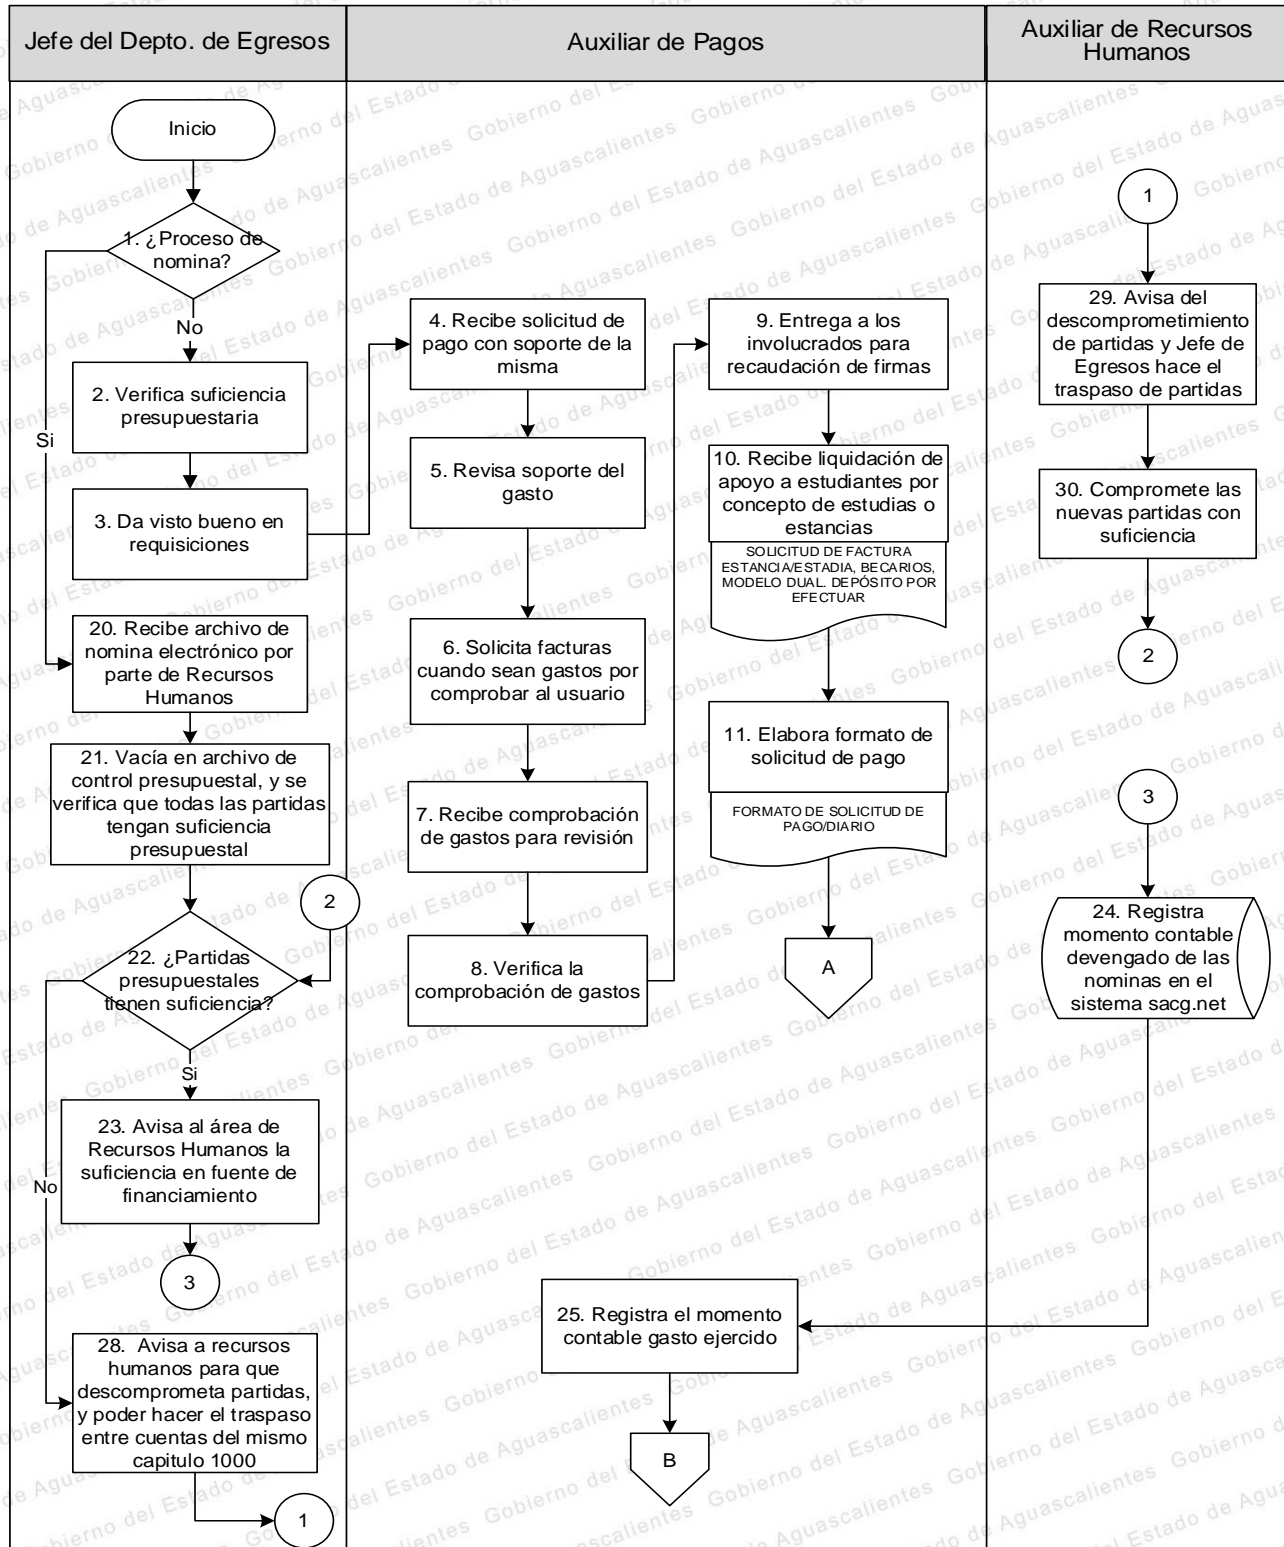 Jefe del Depto. de Egresos
Auxiliar de Pagos
Auxiliar de Recursos
Humanos
Inicio
1. ¿Proceso de
nomina?
No
Si
2. Verifica suficiencia
presupuestaria
3. Da visto bueno en
requisiciones
20. Recibe archivo de
nomina electrónico por
parte de Recursos
Humanos
21. Vacía en archivo de
control presupuestal, y se
verifica que todas las partidas
tengan suficiencia
presupuestal
2
22. ¿Partidas
presupuestales
tienen suficiencia?
Si
No
23. Avisa al área de
Recursos Humanos la
suficiencia en fuente de
financiamiento
3
28. Avisa a recursos
humanos para que
descomprometa partidas,
y poder hacer el traspaso
entre cuentas del mismo
capitulo 1000
1
4. Recibe solicitud de
pago con soporte de la
misma
5. Revisa soporte del
gasto
6. Solicita facturas
cuando sean gastos por
comprobar al usuario
7. Recibe comprobación
de gastos para revisión
8. Verifica la
comprobación de gastos
9. Entrega a los
involucrados para
recaudación de firmas
10. Recibe liquidación de
apoyo a estudiantes por
concepto de estudias o
estancias
SOLICITUD DE FACTURA
ESTANCIA/ESTADIA, BECARIOS,
MODELO DUAL. DEPÓSITO POR
EFECTUAR
11. Elabora formato de
solicitud de pago
FORMATO DE SOLICITUD DE
PAGO/DIARIO
A
25. Registra el momento
contable gasto ejercido
B
1
29. Avisa del
descomprometimiento
de partidas y Jefe de
Egresos hace el
traspaso de partidas
30. Compromete las
nuevas partidas con
suficiencia
2
3
24. Registra
momento contable
devengado de las
nominas en el
sistema sacg.net
Gobierno del Estado de Aguascalientes